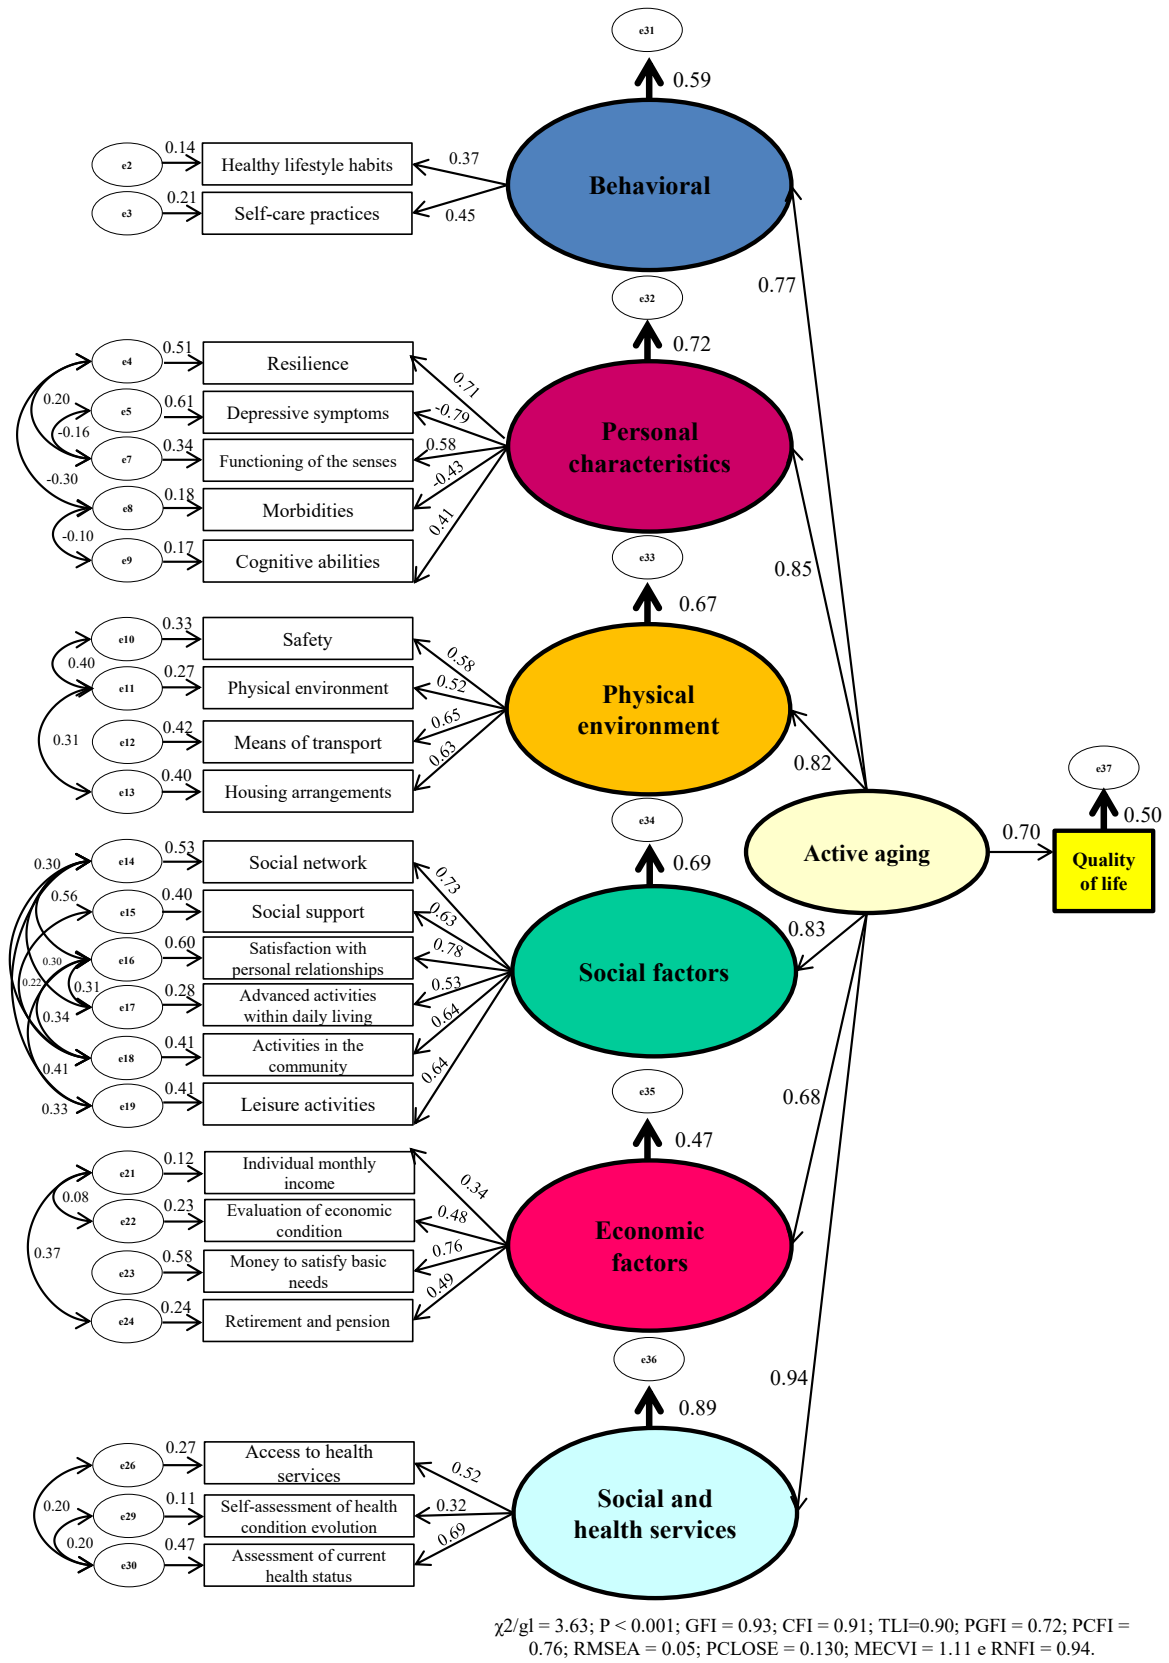 e31
0.59
Behavioral
e2
0.14
Healthy lifestyle habits
0.37
e3
0.21
Self-care practices
0.45
0.77
e32
0.72
Personal
characteristics
e4
0.51
Resilience
0.71
0.20
e5
0.61
Depressive symptoms
-0.79
-0.16
e7
0.34
Functioning of the senses
0.58
-0.30
e8
0.18
Morbidities
-0.43
-0.10
e9
0.17
Cognitive abilities
0.41
0.85
e33
0.67
Physical
environment
e10
0.33
Safety
0.58
0.40
e11
0.27
Physical environment
0.52
0.31
e12
0.42
Means of transport
0.65
e13
0.40
Housing arrangements
0.63
0.82
e37
0.50
Active aging
0.70
Quality
of life
e34
0.69
Social factors
0.83
0.30
e14
0.53
Social network
0.73
0.56
e15
0.40
Social support
0.63
0.30
e16
0.60
Satisfaction with
personal relationships
0.78
0.22
0.31
e17
0.28
Advanced activities
within daily living
0.53
0.34
e18
0.41
Activities in the
community
0.64
0.41
0.33
e19
0.41
Leisure activities
0.64
e35
0.47
Economic
factors
0.68
e21
0.12
Individual monthly
income
0.34
0.08
e22
0.23
Evaluation of economic
condition
0.48
0.37
e23
0.58
Money to satisfy basic
needs
0.76
e24
0.24
Retirement and pension
0.49
e36
0.89
Social and
health services
0.94
e26
0.27
Access to health
services
0.52
0.20
e29
0.11
Self-assessment of health
condition evolution
0.32
0.20
e30
0.47
Assessment of current
health status
0.69
χ2/gl = 3.63; P < 0.001; GFI = 0.93; CFI = 0.91; TLI=0.90; PGFI = 0.72; PCFI =
0.76; RMSEA = 0.05; PCLOSE = 0.130; MECVI = 1.11 e RNFI = 0.94.